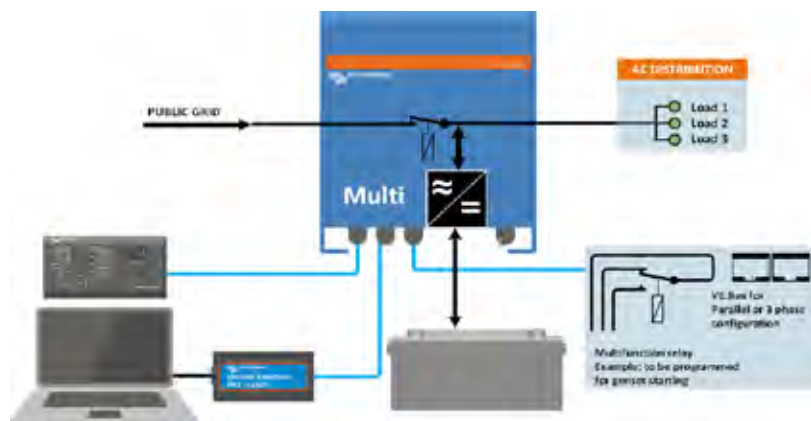 AC DISTRIBUTION
Load 1
Load 2
Load 3
PUBLIC GRID
Multi
VE.Bus for
Parallel or 3 phase
configuration
Multifunction relay
Example: to be programmed
for genset starting